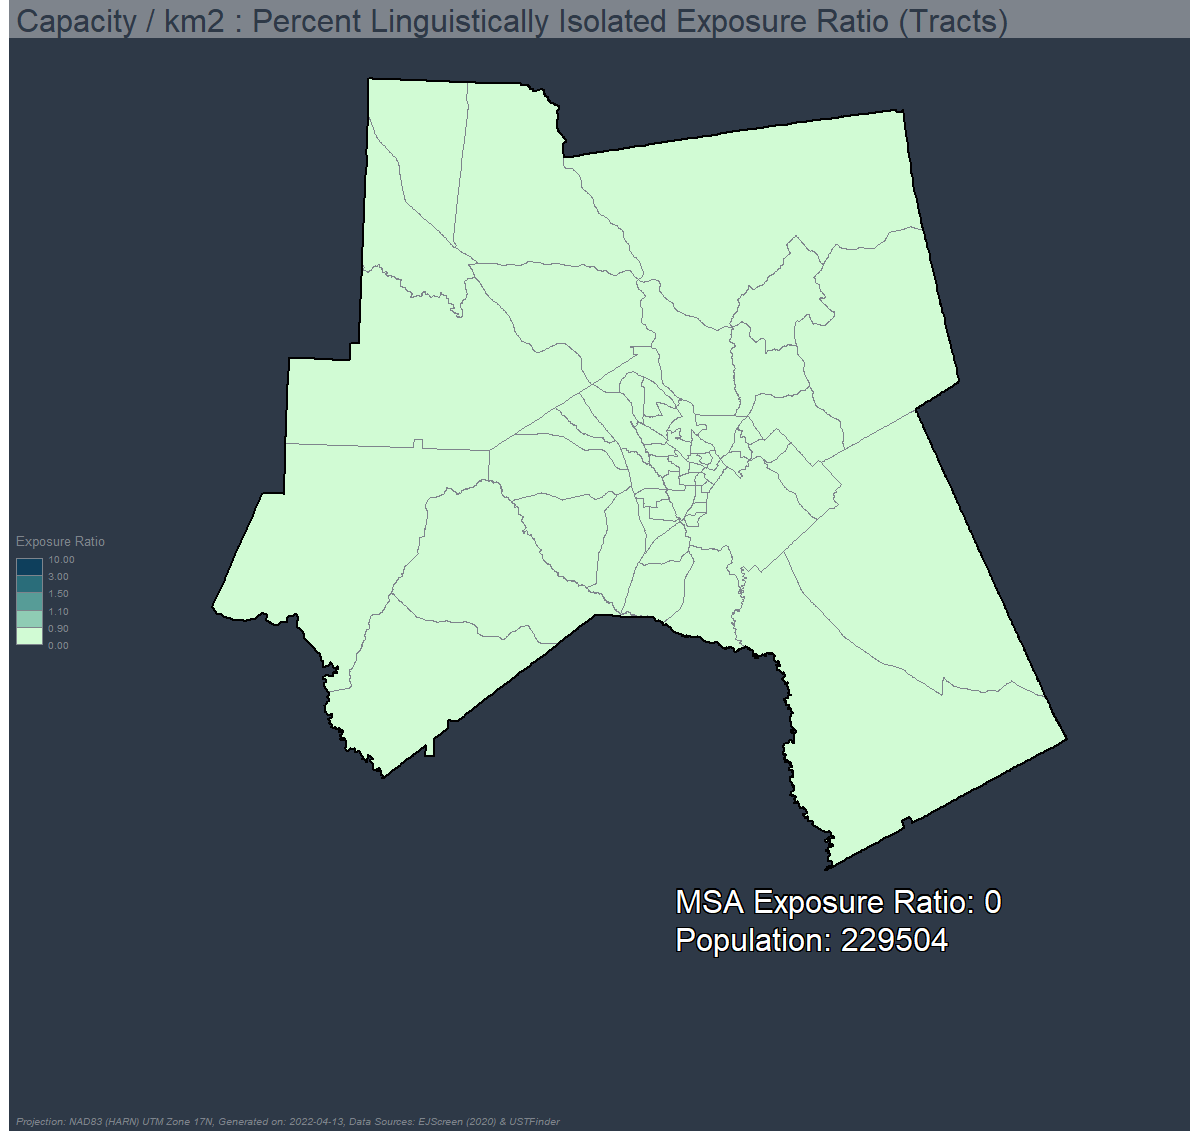 Capacity / km2 : Percent Linguistically Isolated Exposure Ratio (Tracts)
Exposure Ratio
10.00
3.00
1.50
1.10
0.90
0.00
MSA Exposure Ratio: 0
Population: 229504
Projection: NAD83 (HARN) UTM Zone 17N, Generated on: 2022-04-13, Data Sources: EJScreen (2020) & USTFinder